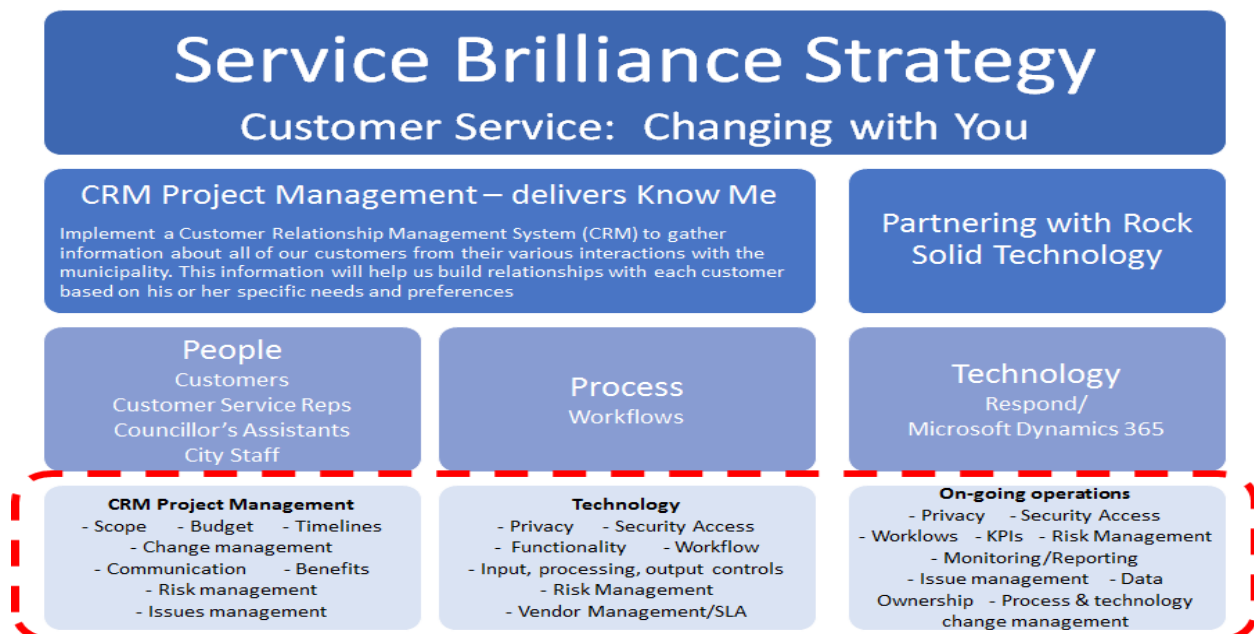 Service Brilliance Strategy
Customer Service: Changing with You
CRM Project Management – delivers Know Me
Implement a Customer Relationship Management System (CRM) to gather
information about all of our customers from their various interactions with the
municipality. This information will help us build relationships with each customer
based on his or her specific needs and preferences
Partnering with Rock
Solid Technology
People
Customers
Customer Service Reps
Councillor’s Assistants
City Staff
Process
Workflows
Technology
Respond/
Microsoft Dynamics 365
CRM Project Management
- Scope - Budget - Timelines
- Change management
- Communication - Benefits
- Risk management
- Issues management
Technology
- Privacy - Security Access
- Functionality - Workflow
- Input, processing, output controls
- Risk Management
- Vendor Management/SLA
On-going operations
- Privacy - Security Access
- Worklows - KPIs - Risk Management
- Monitoring/Reporting
- Issue management - Data
Ownership - Process & technology
change management